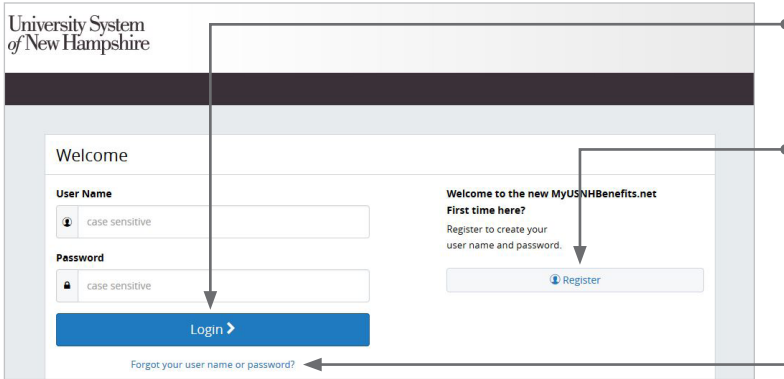 University System
of New Hampshire
Welcome
User Name
case sensitive
Password
case sensitive
Login
Forgot your user name or password?
Welcome to the new MyUSNHBenefits.net
First time here?
Register to create your
user name and password.
Register